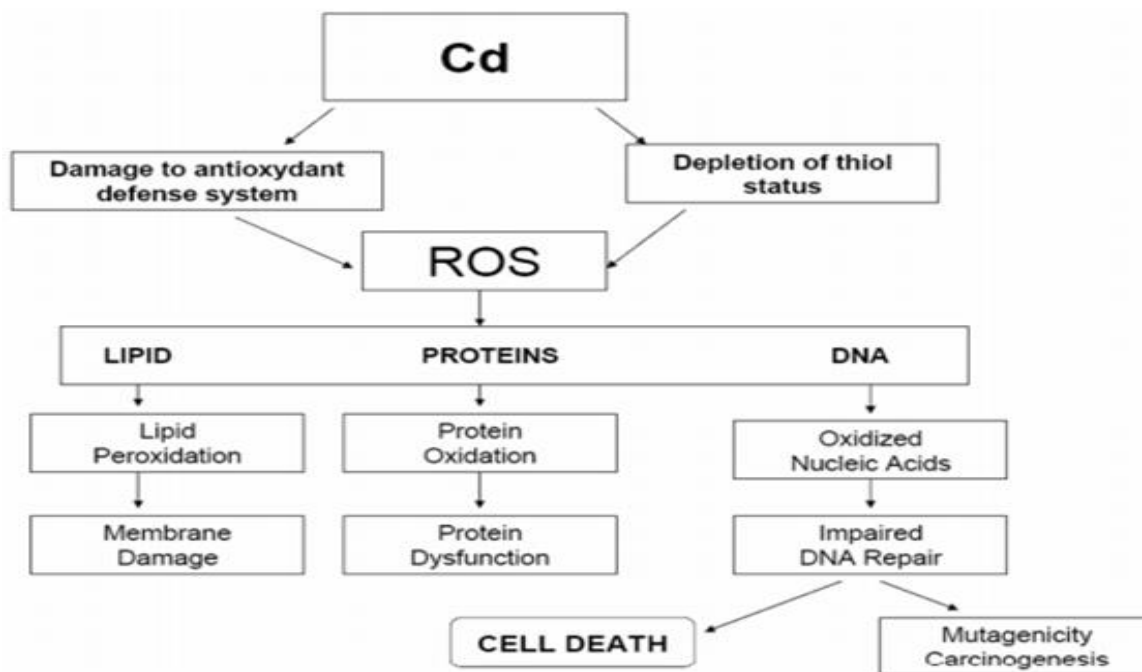 Cd
Damage to antioxydant
defense system
Depletion of thiol
status
ROS
LIPID PROTEINS DNA
Lipid
Peroxidation
Protein
Oxidation
Oxidized
Nucleic Acids
Membrane
Damage
Protein
Dysfunction
Impaired
DNA Repair
CELL DEATH
Mutagenicity
Carcinogenesis